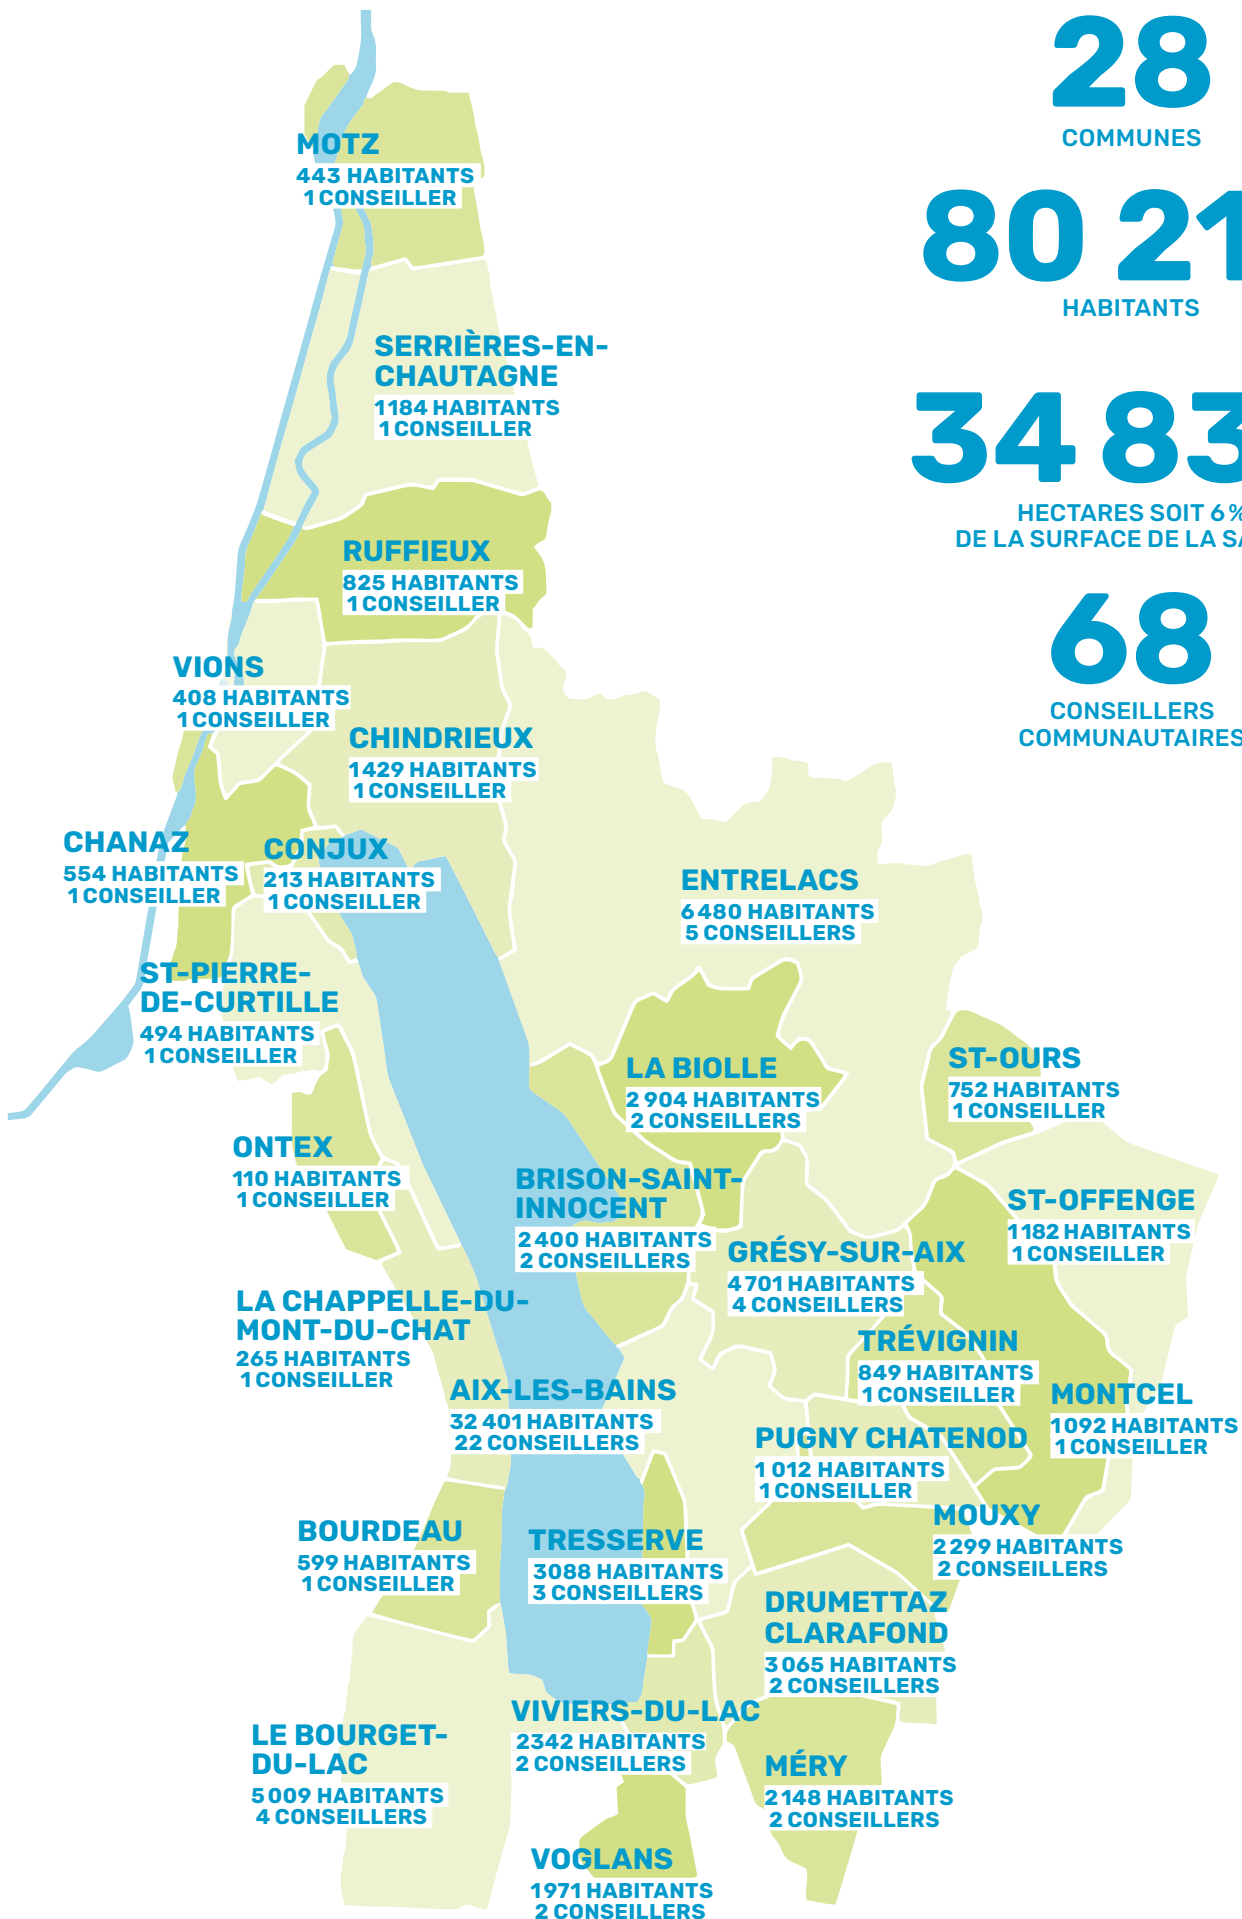 28
COMMUNES
80 21
HABITANTS
34 83
HECTARES SOIT 6 %
DE LA SURFACE DE LA SA
68
CONSEILLERS
COMMUNAUTAIRES
MOTZ
443 HABITANTS
1 CONSEILLER
SERRIÈRES-EN-
CHAUTAGNE
1184 HABITANTS
1 CONSEILLER
RUFFIEUX
825 HABITANTS
1 CONSEILLER
VIONS
408 HABITANTS
1 CONSEILLER
CHINDRIEUX
1429 HABITANTS
1 CONSEILLER
CHANAZ
554 HABITANTS
1 CONSEILLER
CONJUX
213 HABITANTS
1 CONSEILLER
ENTRELACS
6 480 HABITANTS
5 CONSEILLERS
ST-PIERRE-
DE-CURTILLE
494 HABITANTS
1 CONSEILLER
LA BIOLLE
2 904 HABITANTS
2 CONSEILLERS
ST-OURS
752 HABITANTS
1 CONSEILLER
ONTEX
110 HABITANTS
1 CONSEILLER
BRISON-SAINT-
INNOCENT
2 400 HABITANTS
2 CONSEILLERS
ST-OFFENGE
1182 HABITANTS
1 CONSEILLER
GRÉSY-SUR-AIX
4 701 HABITANTS
4 CONSEILLERS
LA CHAPPELLE-DU-
MONT-DU-CHAT
265 HABITANTS
1 CONSEILLER
TRÉVIGNIN
849 HABITANTS
1 CONSEILLER
AIX-LES-BAINS
32 401 HABITANTS
22 CONSEILLERS
MONTCEL
1092 HABITANTS
1 CONSEILLER
PUGNY CHATENOD
1 012 HABITANTS
1 CONSEILLER
MOUXY
2 299 HABITANTS
2 CONSEILLERS
BOURDEAU
599 HABITANTS
1 CONSEILLER
TRESSERVE
3088 HABITANTS
3 CONSEILLERS
DRUMETTAZ
CLARAFOND
3 065 HABITANTS
2 CONSEILLERS
VIVIERS-DU-LAC
2342 HABITANTS
2 CONSEILLERS
LE BOURGET-
DU-LAC
5 009 HABITANTS
4 CONSEILLERS
MÉRY
2 148 HABITANTS
2 CONSEILLERS
VOGLANS
1971 HABITANTS
2 CONSEILLERS